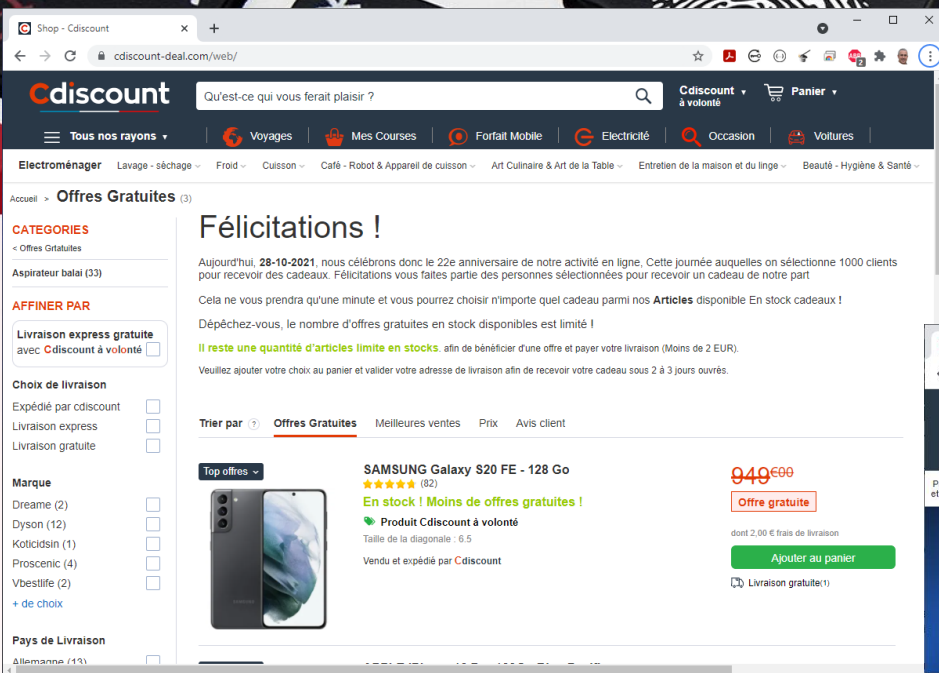 Shop - Cdiscount
cdiscount-deal.com/web/
2
Cdiscount
Qu'est-ce qui vous ferait plaisir ?
Cdiscount
à volonté
Panier
Tous nos rayons
Voyages
Mes Courses
Forfait Mobile
Electricité
Occasion
Voitures
Electroménager
Lavage - séchage
Froid
Cuisson
Café - Robot & Appareil de cuisson
Art Culinaire & Art de la Table
Entretien de la maison et du linge
Beauté - Hygiène & Santé
Accueil > Offres Gratuites (3)
CATEGORIES
< Offres Grtatuites
Aspirateur balai (33)
AFFINER PAR
Livraison express gratuite
avec Cdiscount à volonté
Choix de livraison
Expédié par cdiscount
Livraison express
Livraison gratuite
Marque
Dreame (2)
Dyson (12)
Koticidsin (1)
Proscenic (4)
Vbestlife (2)
+ de choix
Pays de Livraison
Allemagne (13)
Félicitations !
Aujourd'hui, 28-10-2021, nous célébrons donc le 22e anniversaire de notre activité en ligne, Cette journée auquelles on sélectionne 1000 clients
pour recevoir des cadeaux. Félicitations vous faites partie des personnes sélectionnées pour recevoir un cadeau de notre part
Cela ne vous prendra qu'une minute et vous pourrez choisir n'importe quel cadeau parmi nos Articles disponible En stock cadeaux !
Dépêchez-vous, le nombre d'offres gratuites en stock disponibles est limité !
Il reste une quantité d'articles limite en stocks. afin de bénéficier d'une offre et payer votre livraison (Moins de 2 EUR).
Veuillez ajouter votre choix au panier et valider votre adresse de livraison afin de recevoir votre cadeau sous 2 á 3 jours ouvrés.
Trier par ?
Offres Gratuites
Meilleures ventes
Prix
Avis client
Top offres
SAMSUNG Galaxy S20 FE - 128 Go
(82)
En stock ! Moins de offres gratuites !
Produit Cdiscount à volonté
Taille de la diagonale : 6.5
Vendu et expédié par Cdiscount
SAMSUNG
949€00
Offre gratuite
dont 2,00 € frais de livraison
Ajouter au panier
Livraison gratuite(1)